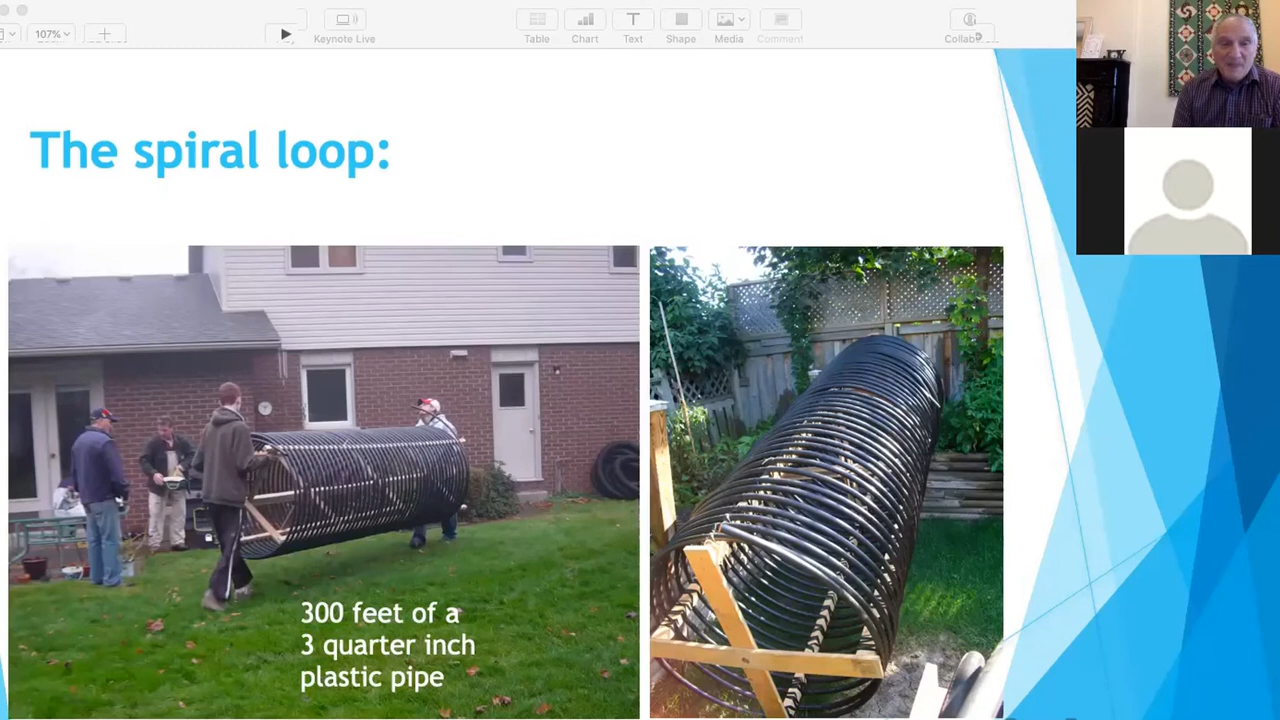 107%
Keynote Live
Table
Chart
Text
Shape
Media
Comment
The spiral loop:
300 feet of a
3 quarter inch
plastic pipe